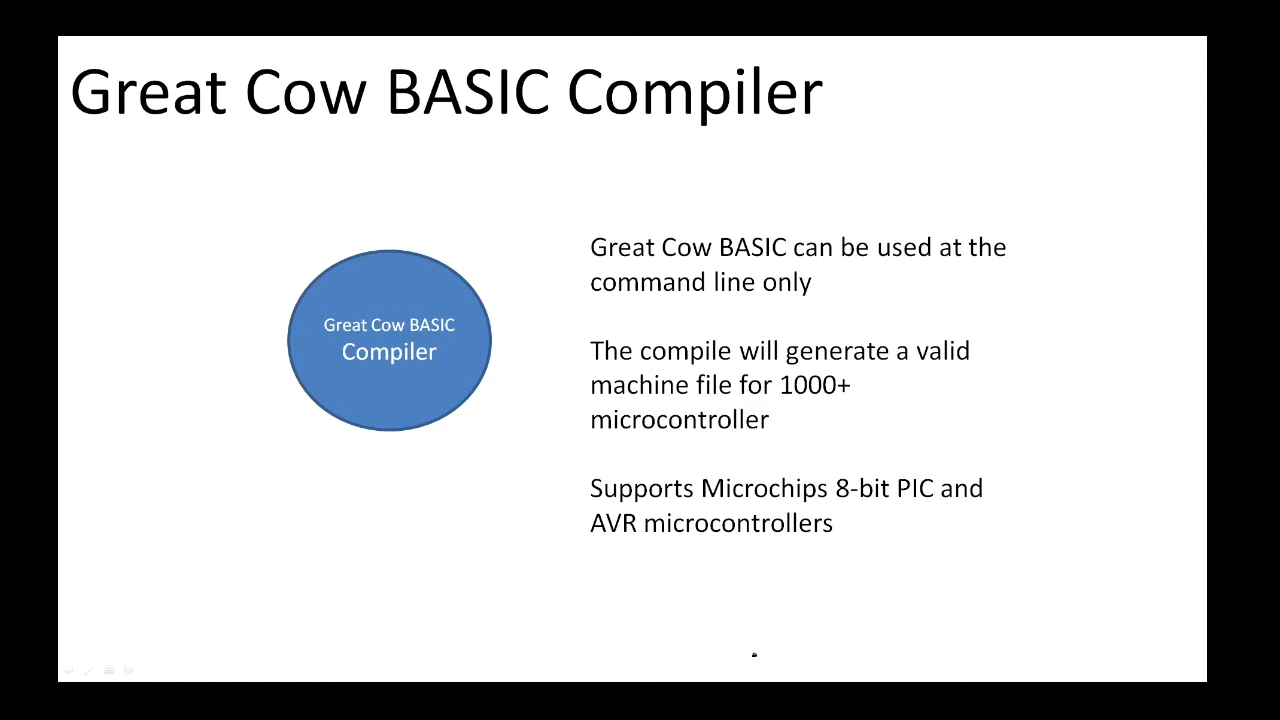 Great Cow BASIC Compiler
Great Cow BASIC
Compiler
Great Cow BASIC can be used at the
command line only
The compile will generate a valid
machine file for 1000+
microcontroller
Supports Microchips 8-bit PIC and
AVR microcontrollers